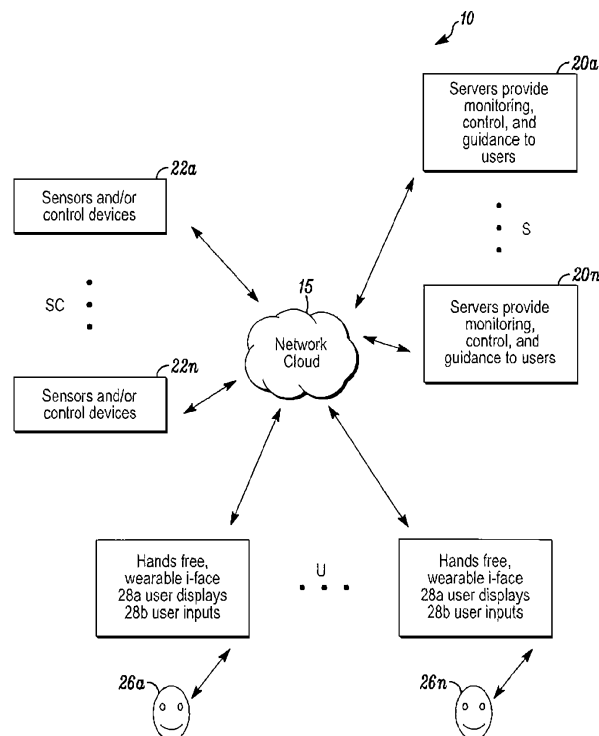 10
20a
Servers provide
monitoring,
control, and
guidance to
users
22a
Sensors and/or
control devices
S
SC
15
Network
Cloud
20n
Servers provide
monitoring,
control, and
guidance to users
22n
Sensors and/or
control devices
Hands free,
wearable i-face
28a user displays
28b user inputs
U
Hands free,
wearable i-face
28a user displays
28b user inputs
26a
26n